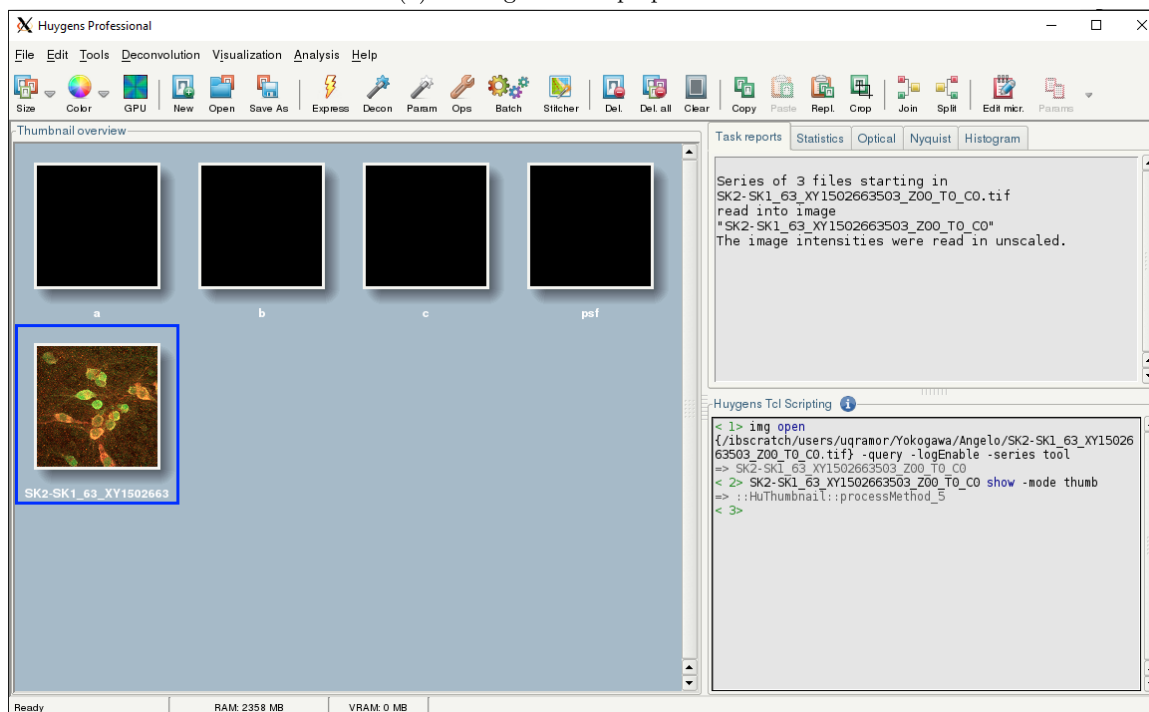 Huygens Professional
File Edit Tools Deconvolution Visualization Analysis Help
Size Color GPU New Open Save As Express Decon Param Ops Batch Stitcher Del. Del. all Clear Copy Paste Repl. Crop Join Split Edit micr. Params
Thumbnail overview
a b c psf
SK2-SK1_63_XY1502663
Task reports Statistics Optical Nyquist Histogram
Series of 3 files starting in
SK2-SK1_63_XY1502663503_Z00_T0_C0.tif
read into image
"SK2-SK1_63_XY1502663503_Z00_T0_C0"
The image intensities were read in unscaled.
Huygens Tcl Scripting
< 1> img open
{/ibscratch/users/uqramor/Yokogawa/Angelo/SK2-SK1_63_XY15026
63503_Z00_T0_C0.tif} -query -logEnable -series tool
=> SK2-SK1_63_XY1502663503_Z00_T0_C0
< 2> SK2-SK1_63_XY1502663503_Z00_T0_C0 show -mode thumb
=> ::HuThumbnail::processMethod_5
< 3>
Ready RAM: 2358 MB VRAM: 0 MB